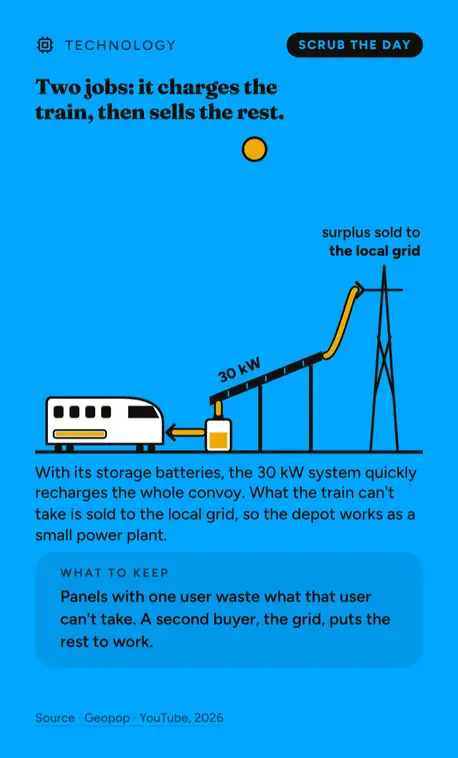 TECHNOLOGY
SCRUB THE DAY
Two jobs: it charges the
train, then sells the rest.
surplus sold to
the local grid
30 kW
With its storage batteries, the 30 kW system quickly
recharges the whole convoy. What the train can't
take is sold to the local grid, so the depot works as a
small power plant.
WHAT TO KEEP
Panels with one user waste what that user
can't take. A second buyer, the grid, puts the
rest to work.
Source · Geopop · YouTube, 2026